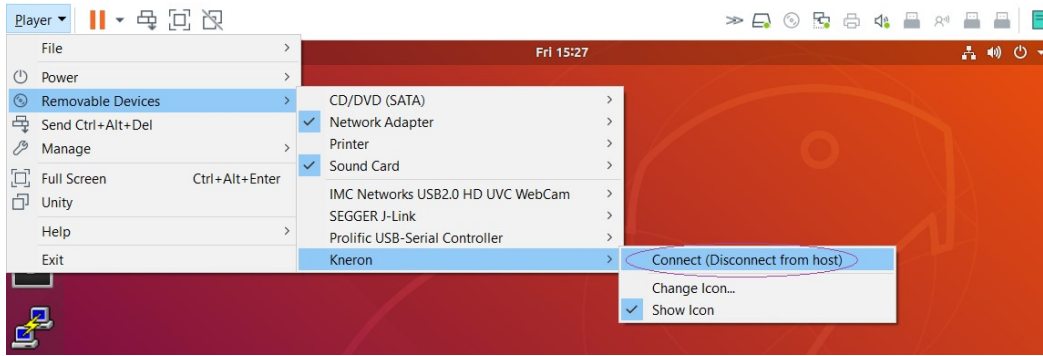 Player
File
Fri 15:27
Power
Removable Devices
CD/DVD (SATA)
Send Ctrl+Alt+Del
Network Adapter
Manage
Printer
Sound Card
Full Screen Ctrl+Alt+Enter
Unity
IMC Networks USB2.0 HD UVC WebCam
SEGGER J-Link
Help
Prolific USB-Serial Controller
Exit
Kneron
Connect (Disconnect from host)
Change Icon...
Show Icon